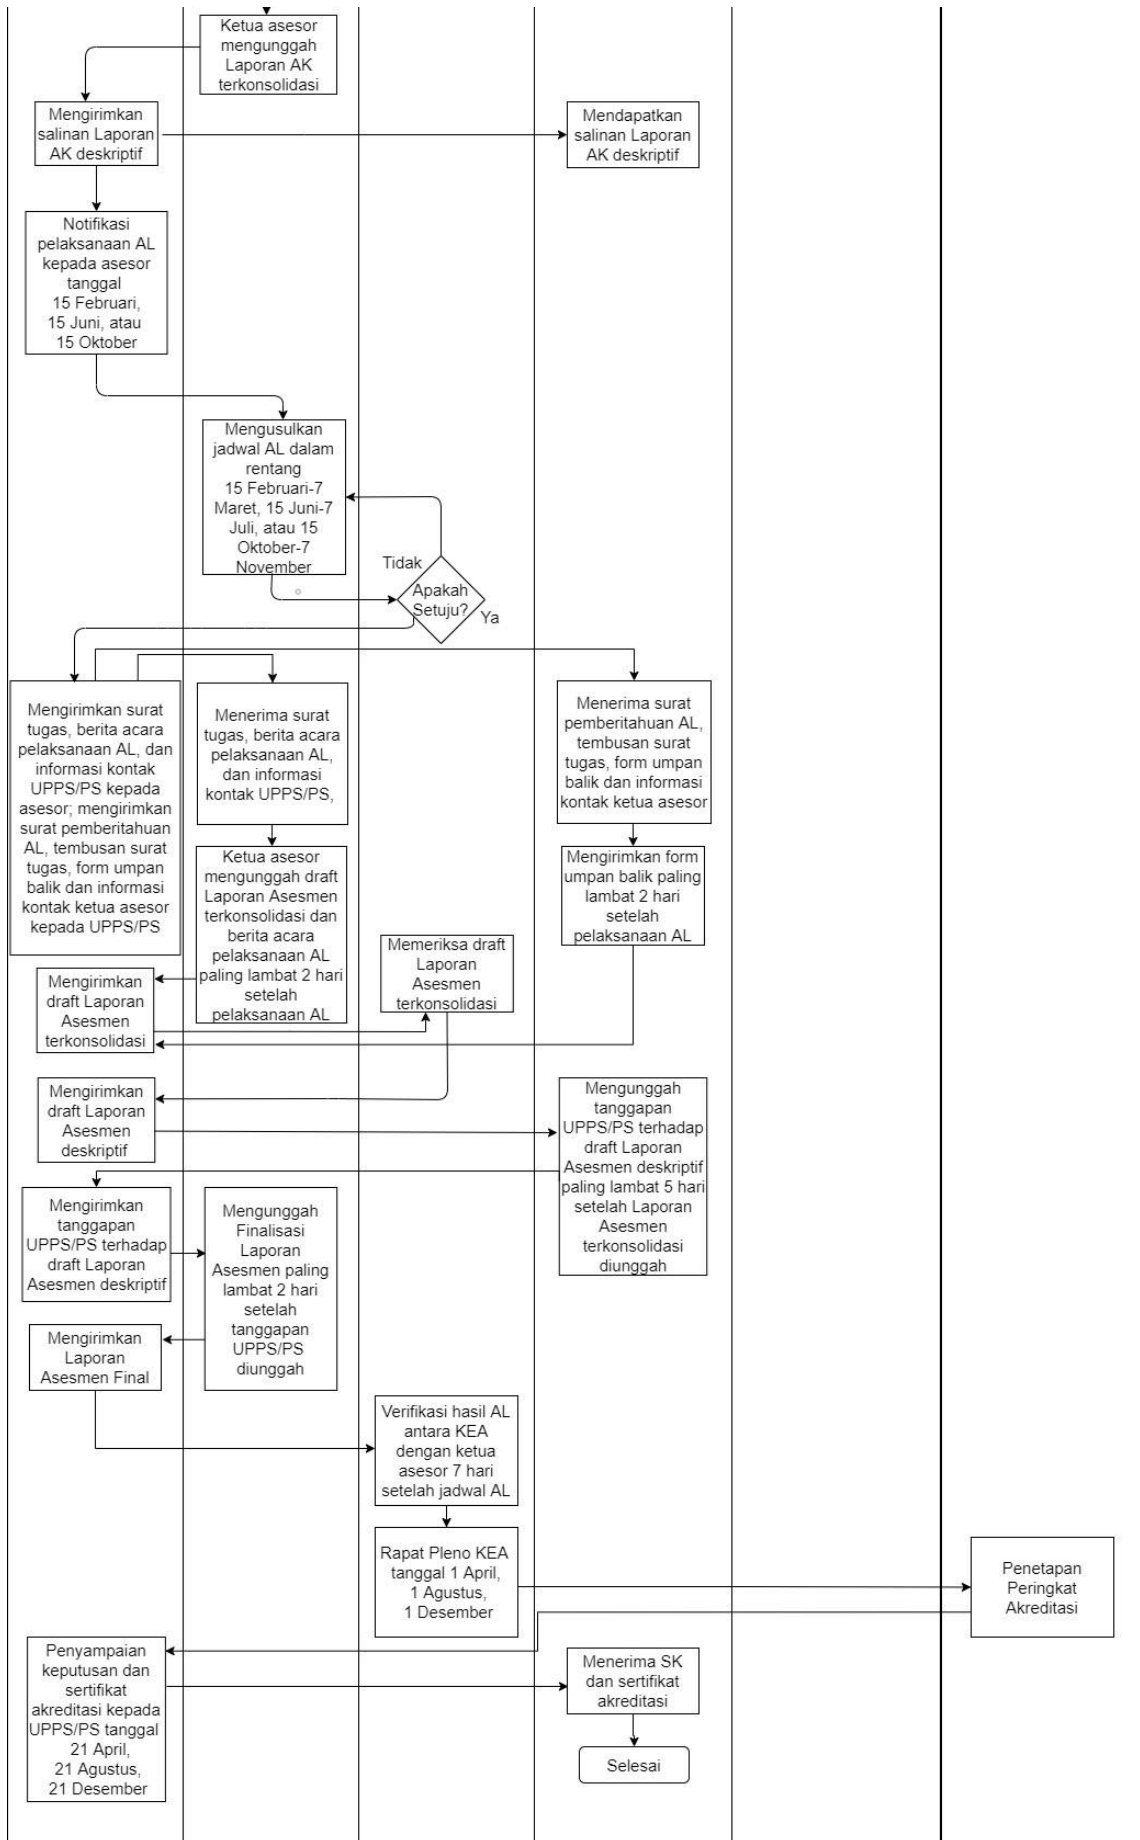 Ketua asesor
mengunggah
Laporan AK
terkonsolidasi
Mengirimkan
salinan Laporan
AK deskriptif
Mendapatkan
salinan Laporan
AK deskriptif
Notifikasi
pelaksanaan AL
kepada asesor
tanggal
15 Februari,
15 Juni, atau
15 Oktober
Mengusulkan
jadwal AL dalam
rentang
15 Februari-7
Maret, 15 Juni-7
Juli, atau 15
Oktober-7
November
Tidak
Apakah
Setuju?
Ya
Mengirimkan surat
tugas, berita acara
pelaksanaan AL, dan
informasi kontak
UPPS/PS kepada
asesor; mengirimkan
surat pemberitahuan
AL, tembusan surat
tugas, form umpan
balik dan informasi
kontak ketua asesor
kepada UPPS/PS
Menerima surat
tugas, berita acara
pelaksanaan AL,
dan informasi
kontak UPPS/PS,
Menerima surat
pemberitahuan AL,
tembusan surat
tugas, form umpan
balik dan informasi
kontak ketua asesor
Ketua asesor
mengunggah draft
Laporan Asesmen
terkonsolidasi dan
berita acara
pelaksanaan AL
paling lambat 2 hari
setelah
pelaksanaan AL
Mengirimkan form
umpan balik paling
lambat 2 hari
setelah
pelaksanaan AL
Memeriksa draft
Laporan
Asesmen
terkonsolidasi
Mengirimkan
draft Laporan
Asesmen
terkonsolidasi
Mengirimkan
draft Laporan
Asesmen
deskriptif
Mengunggah
tanggapan
UPPS/PS terhadap
draft Laporan
Asesmen deskriptif
paling lambat 5 hari
setelah Laporan
Asesmen
terkonsolidasi
diunggah
Mengirimkan
tanggapan
UPPS/PS terhadap
draft Laporan
Asesmen deskriptif
Mengunggah
Finalisasi
Laporan
Asesmen paling
lambat 2 hari
setelah
tanggapan
UPPS/PS
diunggah
Mengirimkan
Laporan
Asesmen Final
Verifikasi hasil AL
antara KEA
dengan ketua
asesor 7 hari
setelah jadwal AL
Rapat Pleno KEA
tanggal 1 April,
1 Agustus,
1 Desember
Penetapan
Peringkat
Akreditasi
Penyampaian
keputusan dan
sertifikat
akreditasi kepada
UPPS/PS tanggal
21 April,
21 Agustus,
21 Desember
Menerima SK
dan sertifikat
akreditasi
Selesai